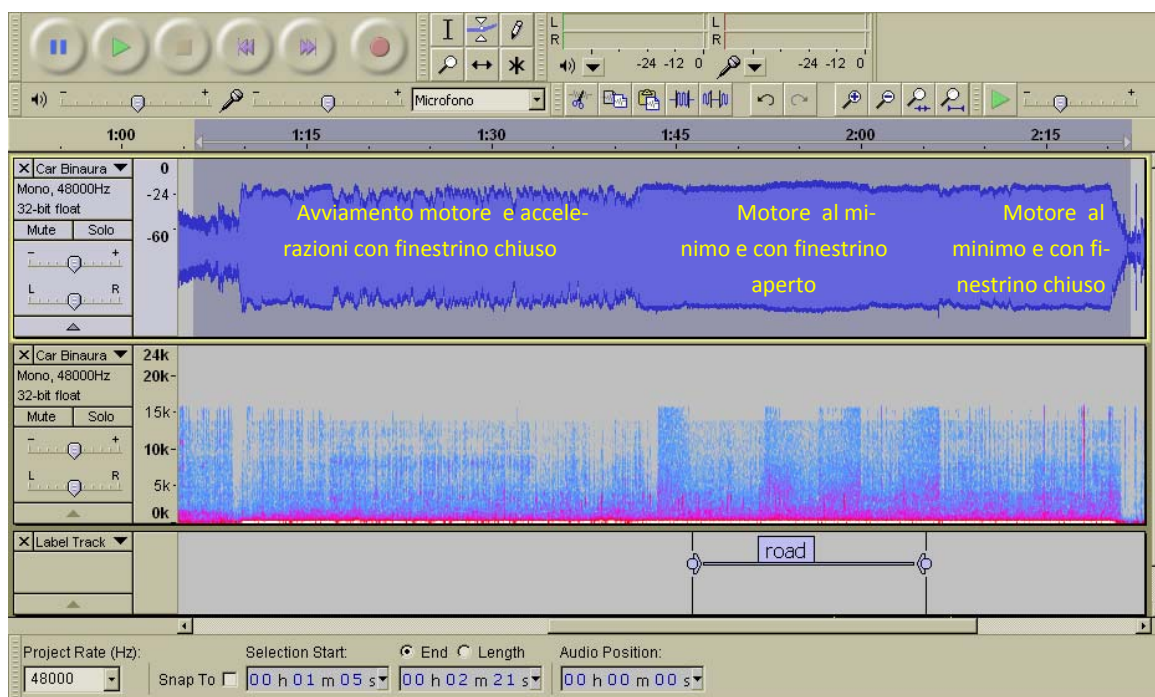 L
R
-24 -12 0
L
R
-24 -12 0
Microfono
1:00 1:15 1:30 1:45 2:00 2:15
Car Binaura
Mono, 48000Hz
32-bit float
Mute Solo
- +
L R
0
-24
-60
Avviamento motore e accele-
razioni con finestrino chiuso
Motore al mi-
nimo e con finestrino
aperto
Motore al
minimo e con fi-
nestrino chiuso
Car Binaura
Mono, 48000Hz
32-bit float
Mute Solo
- +
L R
24k
20k
15k
10k
5k
0k
Label Track
road
Project Rate (Hz):
48000
Snap To
Selection Start:
00 h 01 m 05 s
End Length
00 h 02 m 21 s
Audio Position:
00 h 00 m 00 s